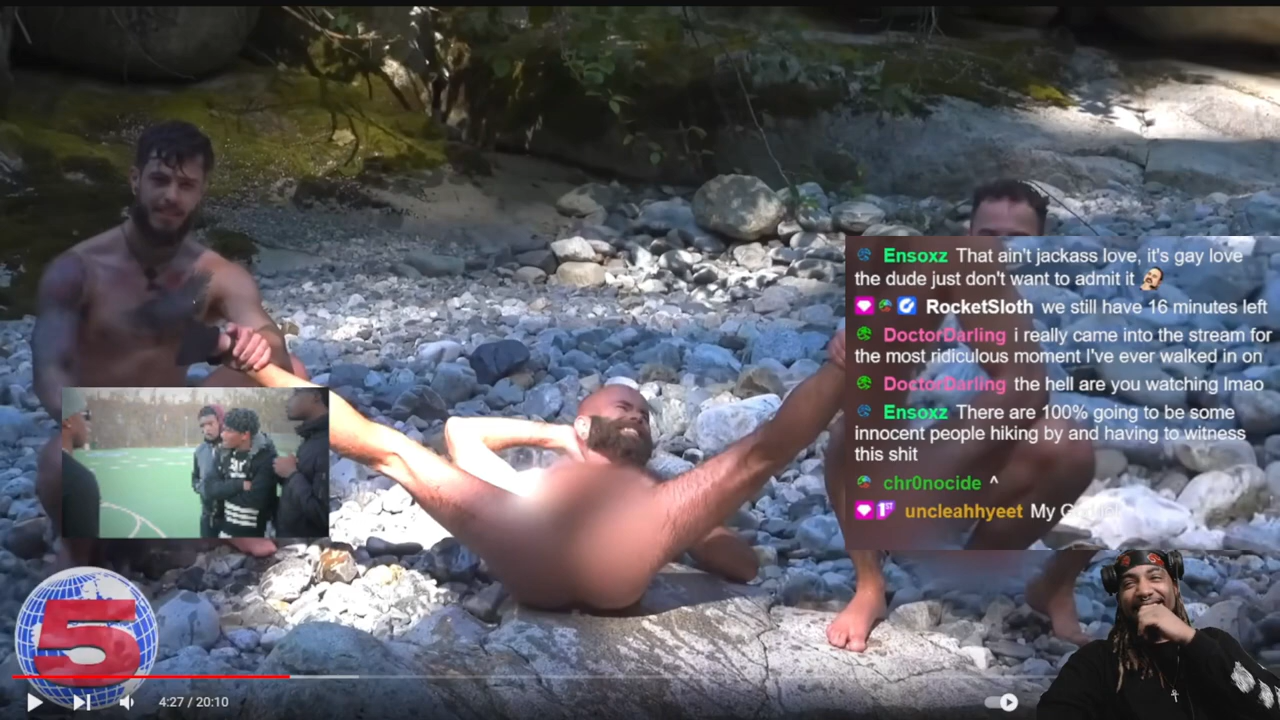 Ensoxz That ain't jackass love, it's gay love
the dude just don't want to admit it
RocketSloth we still have 16 minutes left
DoctorDarling i really came into the stream for
the most ridiculous moment I've ever walked in on
DoctorDarling the hell are you watching lmao
Ensoxz There are 100% going to be some
innocent people hiking by and having to witness
this shit
chr0nocide ^
1ST uncleahhyeet My
5
4:27 / 20:10